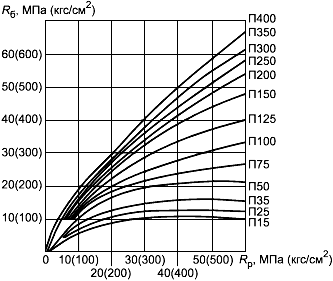 Rб, МПа (кгс/см²)
60(600)
50(500)
40(400)
30(300)
20(200)
10(100)
П400
П350
П300
П250
П200
П150
П125
П100
П75
П50
П35
П25
П15
0 10(100) 30(300) 50(500) Rр, МПа (кгс/см²)
20(200) 40(400)